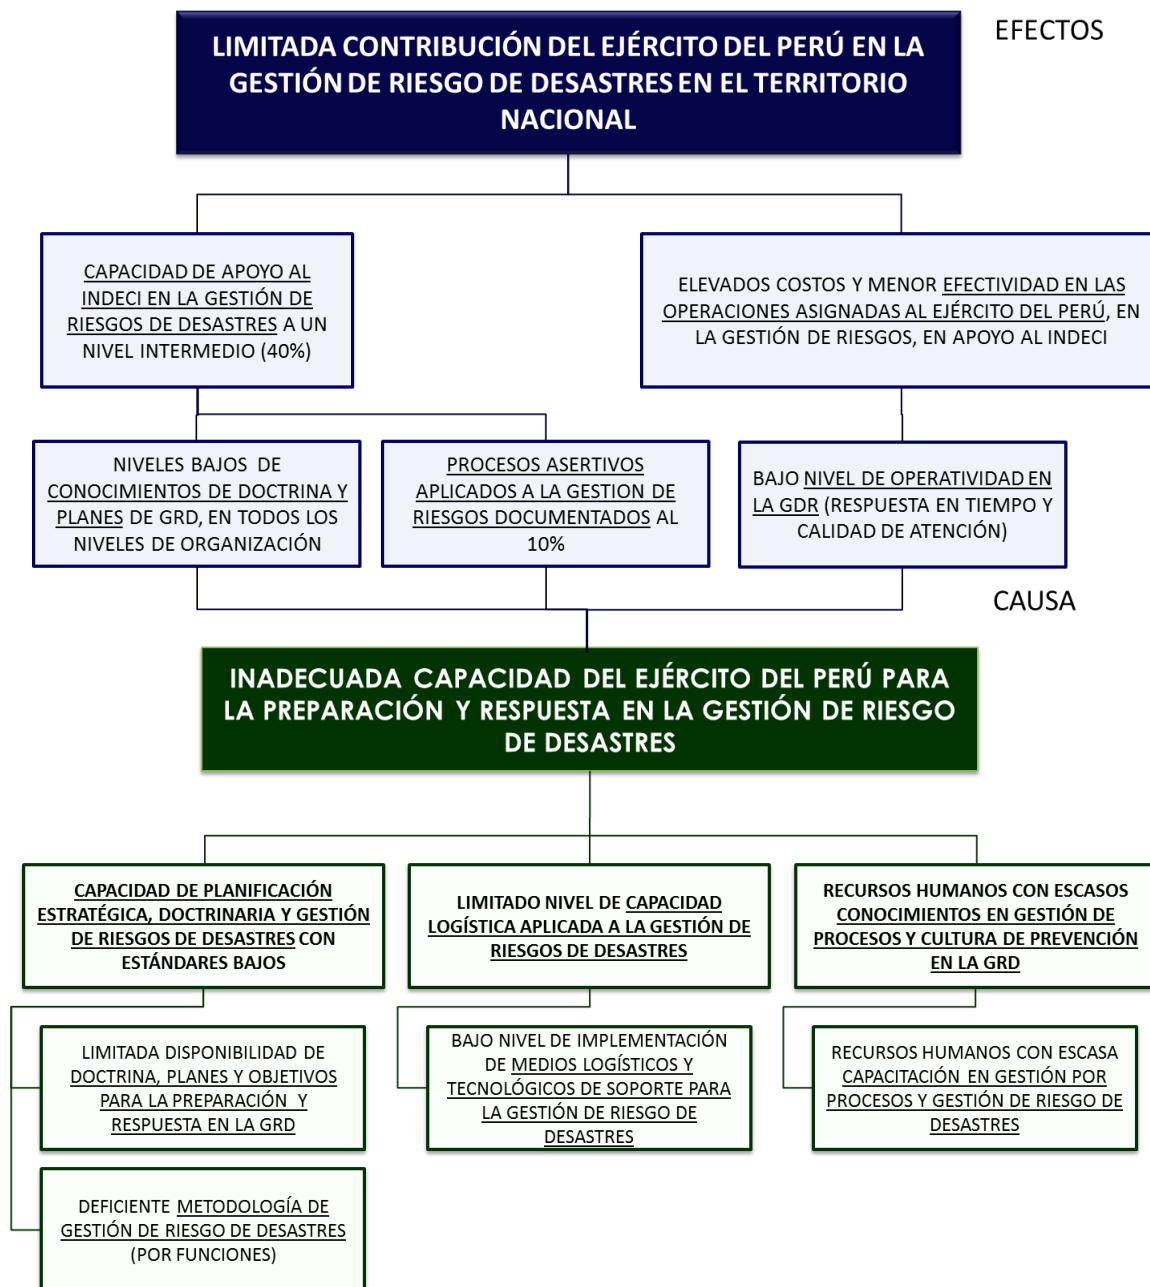 EFECTOS
LIMITADA CONTRIBUCIÓN DEL EJÉRCITO DEL PERÚ EN LA
GESTIÓN DE RIESGO DE DESASTRES EN EL TERRITORIO
NACIONAL
CAPACIDAD DE APOYO AL
INDECI EN LA GESTIÓN DE
RIESGOS DE DESASTRES A UN
NIVEL INTERMEDIO (40%)
ELEVADOS COSTOS Y MENOR EFECTIVIDAD EN LAS
OPERACIONES ASIGNADAS AL EJÉRCITO DEL PERÚ, EN
LA GESTIÓN DE RIESGOS, EN APOYO AL INDECI
NIVELES BAJOS DE
CONOCIMIENTOS DE DOCTRINA Y
PLANES DE GRD, EN TODOS LOS
NIVELES DE ORGANIZACIÓN
PROCESOS ASERTIVOS
APLICADOS A LA GESTION DE
RIESGOS DOCUMENTADOS AL
10%
BAJO NIVEL DE OPERATIVIDAD EN
LA GDR (RESPUESTA EN TIEMPO Y
CALIDAD DE ATENCIÓN)
CAUSA
INADECUADA CAPACIDAD DEL EJÉRCITO DEL PERÚ PARA
LA PREPARACIÓN Y RESPUESTA EN LA GESTIÓN DE RIESGO
DE DESASTRES
CAPACIDAD DE PLANIFICACIÓN
ESTRATÉGICA, DOCTRINARIA Y GESTIÓN
DE RIESGOS DE DESASTRES CON
ESTÁNDARES BAJOS
LIMITADO NIVEL DE CAPACIDAD
LOGÍSTICA APLICADA A LA GESTIÓN DE
RIESGOS DE DESASTRES
RECURSOS HUMANOS CON ESCASOS
CONOCIMIENTOS EN GESTIÓN DE
PROCESOS Y CULTURA DE PREVENCIÓN
EN LA GRD
LIMITADA DISPONIBILIDAD DE
DOCTRINA, PLANES Y OBJETIVOS
PARA LA PREPARACIÓN Y
RESPUESTA EN LA GRD
BAJO NIVEL DE IMPLEMENTACIÓN
DE MEDIOS LOGÍSTICOS Y
TECNOLÓGICOS DE SOPORTE PARA
LA GESTIÓN DE RIESGO DE
DESASTRES
RECURSOS HUMANOS CON ESCASA
CAPACITACIÓN EN GESTIÓN POR
PROCESOS Y GESTIÓN DE RIESGO DE
DESASTRES
DEFICIENTE METODOLOGÍA DE
GESTIÓN DE RIESGO DE DESASTRES
(POR FUNCIONES)